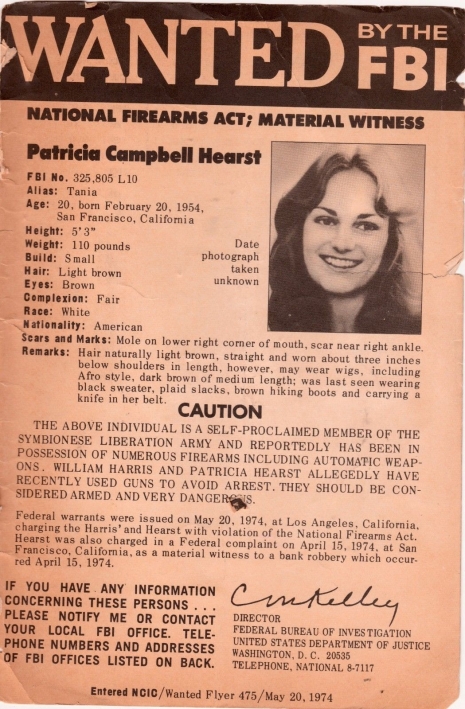 WANTED BY THE FBI
NATIONAL FIREARMS ACT; MATERIAL WITNESS
Patricia Campbell Hearst
FBI No. 325,805 L10
Alias: Tania
Age: 20, born February 20, 1954,
San Francisco, California
Height: 5'3"
Weight: 110 pounds
Build: Small
Hair: Light brown
Eyes: Brown
Complexion: Fair
Race: White
Nationality: American
Date
photograph
taken
unknown
Scars and Marks: Mole on lower right corner of mouth, scar near right ankle.
Remarks: Hair naturally light brown, straight and worn about three inches
below shoulders in length, however, may wear wigs, including
Afro style, dark brown of medium length; was last seen wearing
black sweater, plaid slacks, brown hiking boots and carrying a
knife in her belt.
CAUTION
THE ABOVE INDIVIDUAL IS A SELF-PROCLAIMED MEMBER OF THE
SYMBIONESE LIBERATION ARMY AND REPORTEDLY HAS BEEN IN
POSSESSION OF NUMEROUS FIREARMS INCLUDING AUTOMATIC WEAP-
ONS. WILLIAM HARRIS AND PATRICIA HEARST ALLEGEDLY HAVE
RECENTLY USED GUNS TO AVOID ARREST. THEY SHOULD BE CON-
SIDERED ARMED AND VERY DANGEROUS.
Federal warrants were issued on May 20, 1974, at Los Angeles, California,
charging the Harris' and Hearst with violation of the National Firearms Act.
Hearst was also charged in a Federal complaint on April 15, 1974, at San
Francisco, California, as a material witness to a bank robbery which occur-
red April 15, 1974.
IF YOU HAVE ANY INFORMATION
CONCERNING THESE PERSONS ...
PLEASE NOTIFY ME OR CONTACT
YOUR LOCAL FBI OFFICE. TELE-
PHONE NUMBERS AND ADDRESSES
OF FBI OFFICES LISTED ON BACK.
CMKelley
DIRECTOR
FEDERAL BUREAU OF INVESTIGATION
UNITED STATES DEPARTMENT OF JUSTICE
WASHINGTON, D. C. 20535
TELEPHONE, NATIONAL 8-7117
Entered NCIC/Wanted Flyer 475/May 20, 1974